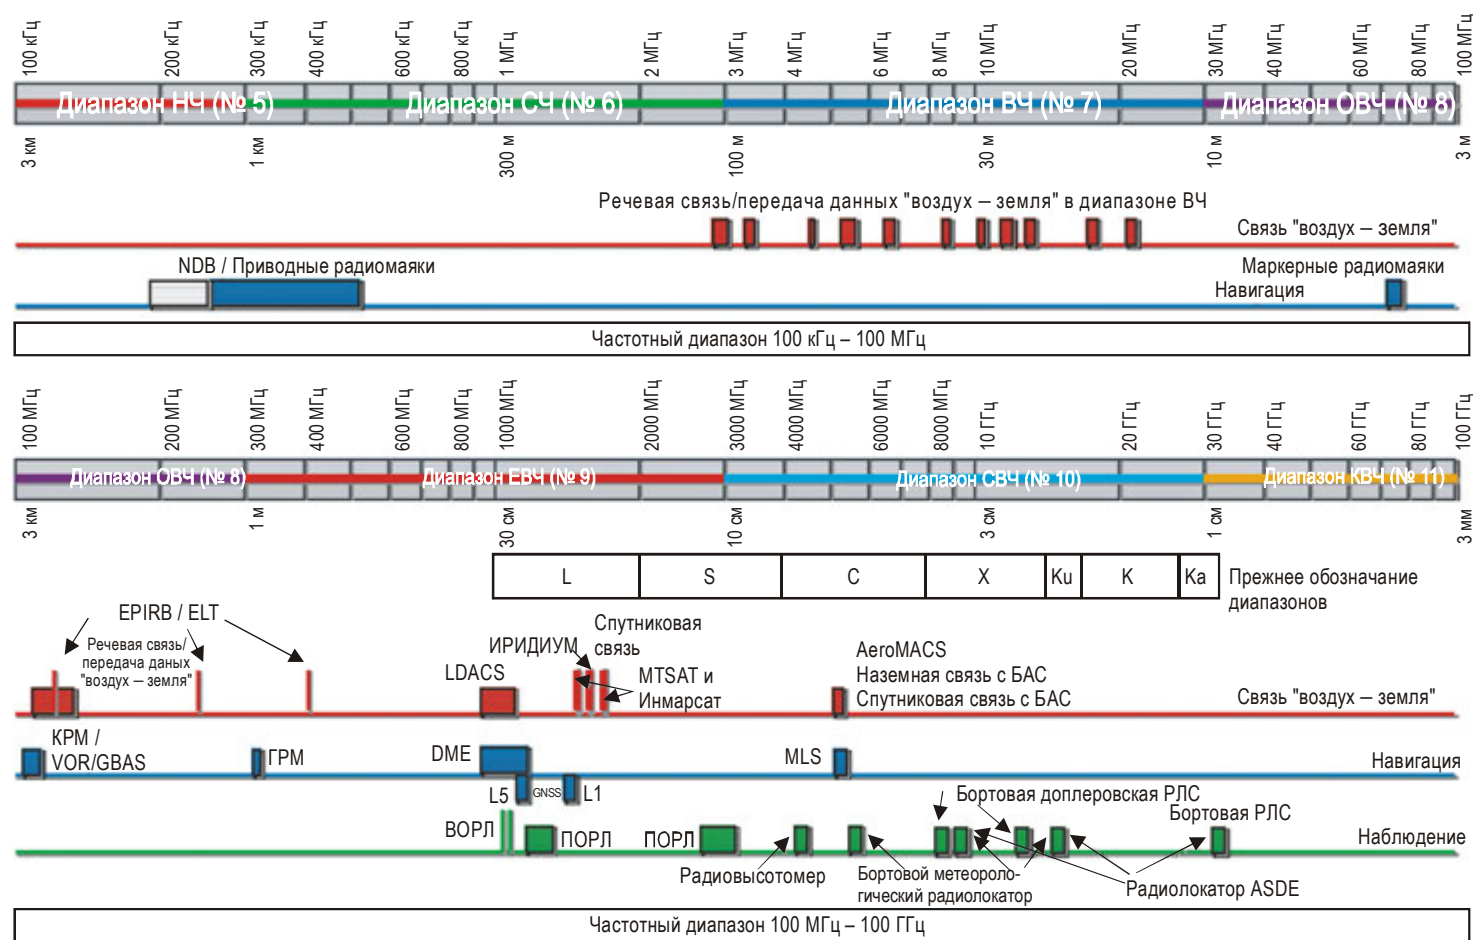 100 кГц
200 кГц
300 кГц
400 кГц
600 кГц
800 кГц
1 МГц
2 МГц
3 МГц
4 МГц
6 МГц
8 МГц
10 МГц
20 МГц
30 МГц
40 МГц
60 МГц
80 МГц
100 МГц
Диапазон НЧ (№ 5)
Диапазон СЧ (№ 6)
Диапазон ВЧ (№ 7)
Диапазон ОВЧ (№ 8)
3 км
1 км
300 м
100 м
30 м
10 м
3 м
Речевая связь/передача данных "воздух – земля" в диапазоне ВЧ
Связь "воздух – земля"
NDB / Приводные радиомаяки
Маркерные радиомаяки
Навигация
Частотный диапазон 100 кГц – 100 МГц
100 МГц
200 МГц
300 МГц
400 МГц
600 МГц
800 МГц
1000 МГц
2000 МГц
3000 МГц
4000 МГц
6000 МГц
8000 МГц
10 ГГц
20 ГГц
30 ГГц
40 ГГц
60 ГГц
80 ГГц
100 ГГц
Диапазон ОВЧ (№ 8)
Диапазон ЕВЧ (№ 9)
Диапазон СВЧ (№ 10)
Диапазон КВЧ (№ 11)
3 км
1 м
30 см
10 см
3 см
1 см
3 мм
L
S
C
X
Ku
K
Ka
Прежнее обозначание
диапазонов
EPIRB / ELT
Речевая связь/
передача даных
"воздух – земля"
LDACS
ИРИДИУМ
Спутниковая
связь
MTSAT и
Инмарсат
AeroMACS
Наземная связь с БАС
Спутниковая связь с БАС
Связь "воздух – земля"
КРМ /
VOR/GBAS
ГРМ
DME
MLS
Навигация
L5
GNSS
L1
ВОРЛ
ПОРЛ
ПОРЛ
Бортовая доплеровская РЛС
Бортовая РЛС
Наблюдение
Радиовысотомер
Бортовой метеороло-
гический радиолокатор
Радиолокатор ASDE
Частотный диапазон 100 МГц – 100 ГГц